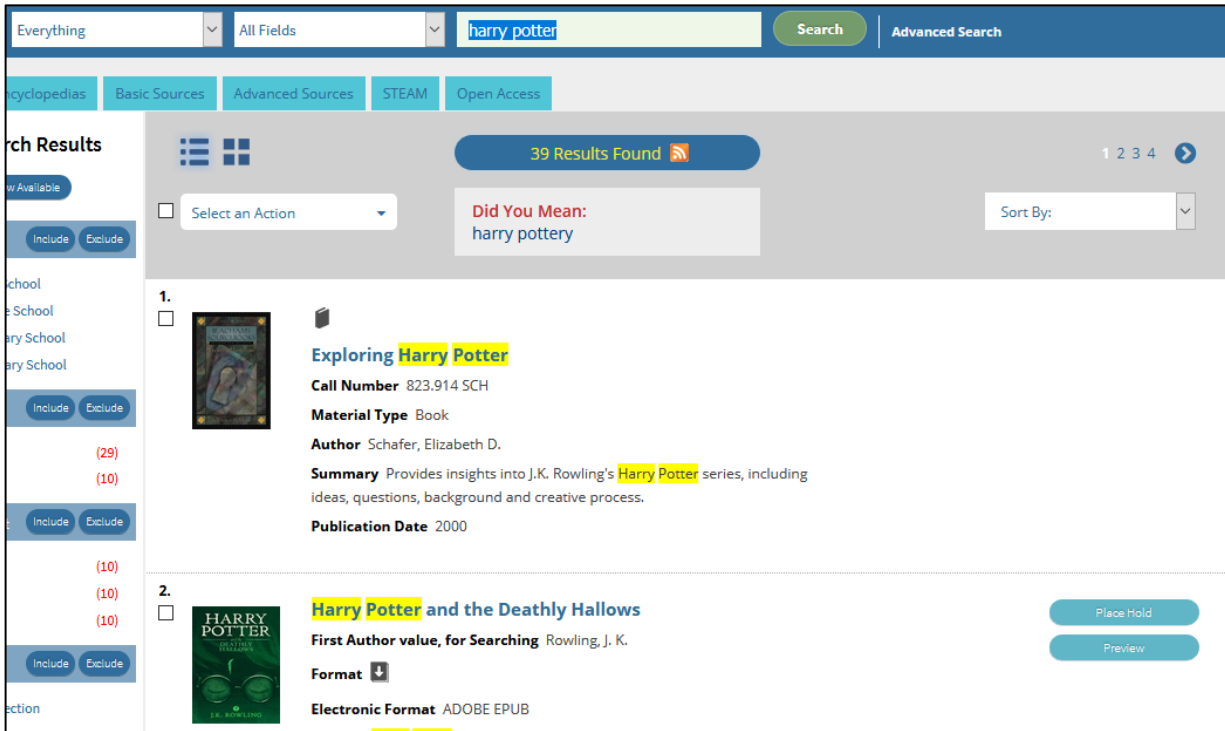 Everything All Fields harry potter Search Advanced Search
ncyclopedias Basic Sources Advanced Sources STEAM Open Access
rch Results
39 Results Found
1 2 3 4
w Available
Select an Action
Did You Mean:
harry pottery
Sort By:
Include Exclude
chool
e School
ary School
ary School
Include Exclude
(29)
(10)
t Include Exclude
(10)
(10)
(10)
Include Exclude
ection
1.
Exploring Harry Potter
Call Number 823.914 SCH
Material Type Book
Author Schafer, Elizabeth D.
Summary Provides insights into J.K. Rowling's Harry Potter series, including
ideas, questions, background and creative process.
Publication Date 2000
2.
HARRY
POTTER
DEATHLY
HALLOWS
J.K. ROWLING
Harry Potter and the Deathly Hallows
First Author value, for Searching Rowling, J. K.
Format
Electronic Format ADOBE EPUB
Place Hold
Preview